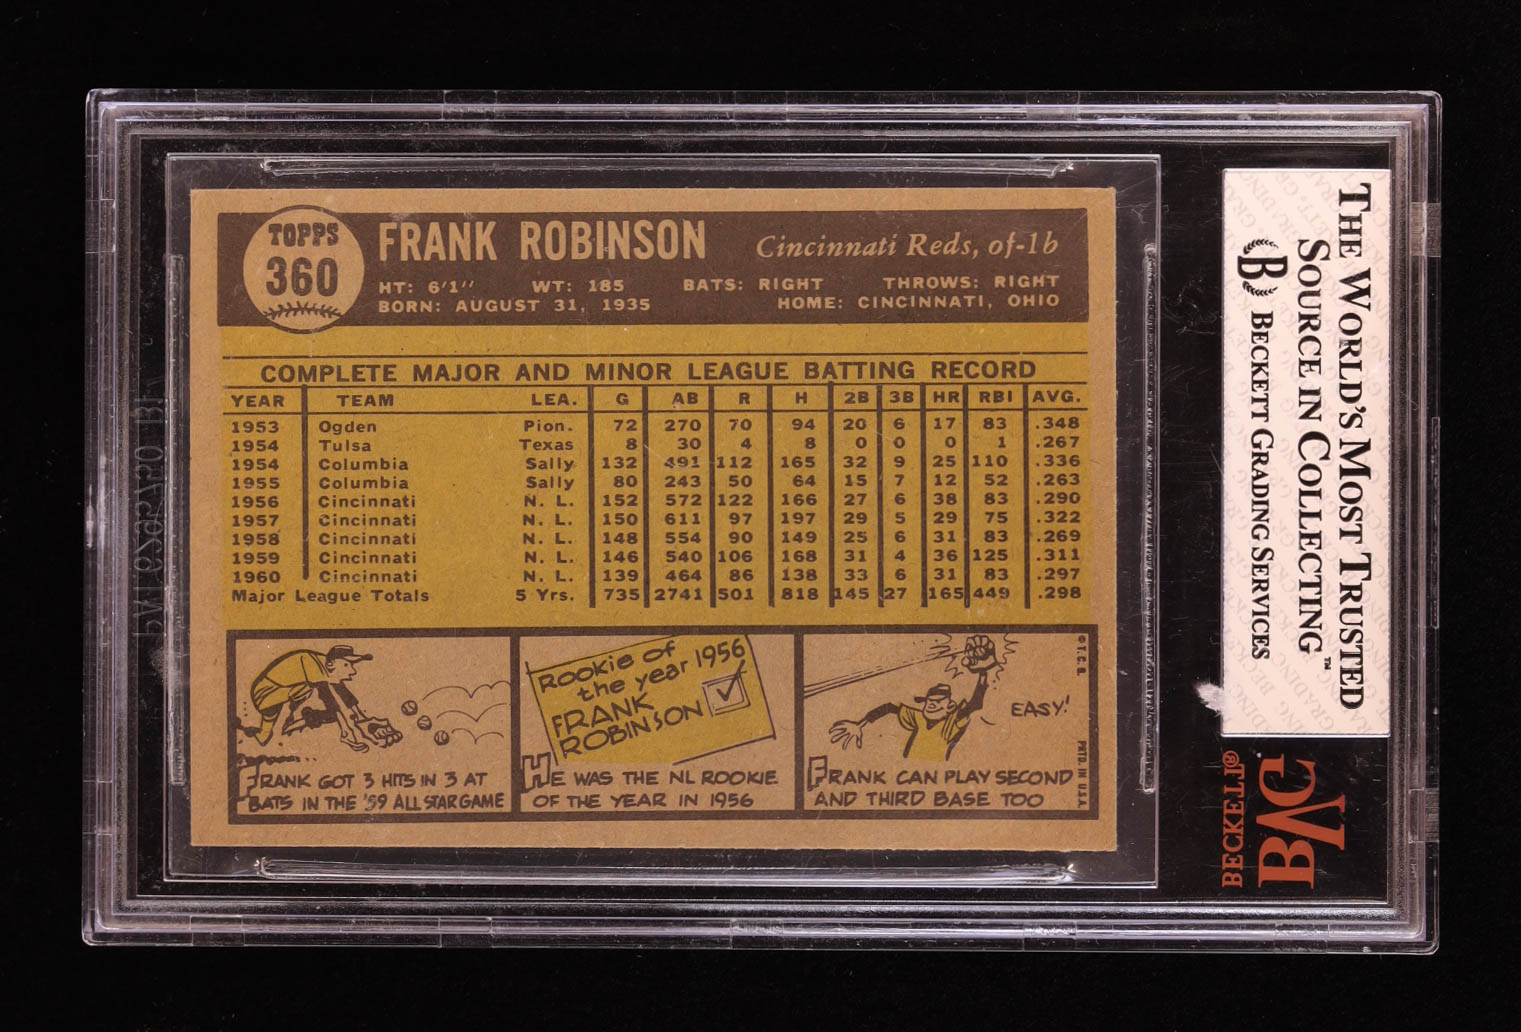 TOPPS
360
FRANK ROBINSON
Cincinnati Reds, of-1b
HT: 6'1'' WT: 185 BATS: RIGHT THROWS: RIGHT
BORN: AUGUST 31, 1935 HOME: CINCINNATI, OHIO
COMPLETE MAJOR AND MINOR LEAGUE BATTING RECORD
YEAR TEAM LEA. G AB R H 2B 3B HR RBI AVG.
1953 Ogden Pion. 72 270 70 94 20 6 17 83 .348
1954 Tulsa Texas 8 30 4 8 0 0 0 1 .267
1954 Columbia Sally 132 491 112 165 32 9 25 110 .336
1955 Columbia Sally 80 243 50 64 15 7 12 52 .263
1956 Cincinnati N. L. 152 572 122 166 27 6 38 83 .290
1957 Cincinnati N. L. 150 611 97 197 29 5 29 75 .322
1958 Cincinnati N. L. 148 554 90 149 25 6 31 83 .269
1959 Cincinnati N. L. 146 540 106 168 31 4 36 125 .311
1960 Cincinnati N. L. 139 464 86 138 33 6 31 83 .297
Major League Totals 5 Yrs. 735 2741 501 818 145 27 165 449 .298
FRANK GOT 3 HITS IN 3 AT
BATS IN THE '59 ALL STAR GAME
ROOKIE OF
the year 1956
FRANK
ROBINSON
HE WAS THE NL ROOKIE
OF THE YEAR IN 1956
EASY!
FRANK CAN PLAY SECOND
AND THIRD BASE TOO
© T. C. G.
PRTD. IN U.S.A.
THE WORLD'S MOST TRUSTED
SOURCE IN COLLECTING™
B BECKETT GRADING SERVICES
BECKETT®
BVG